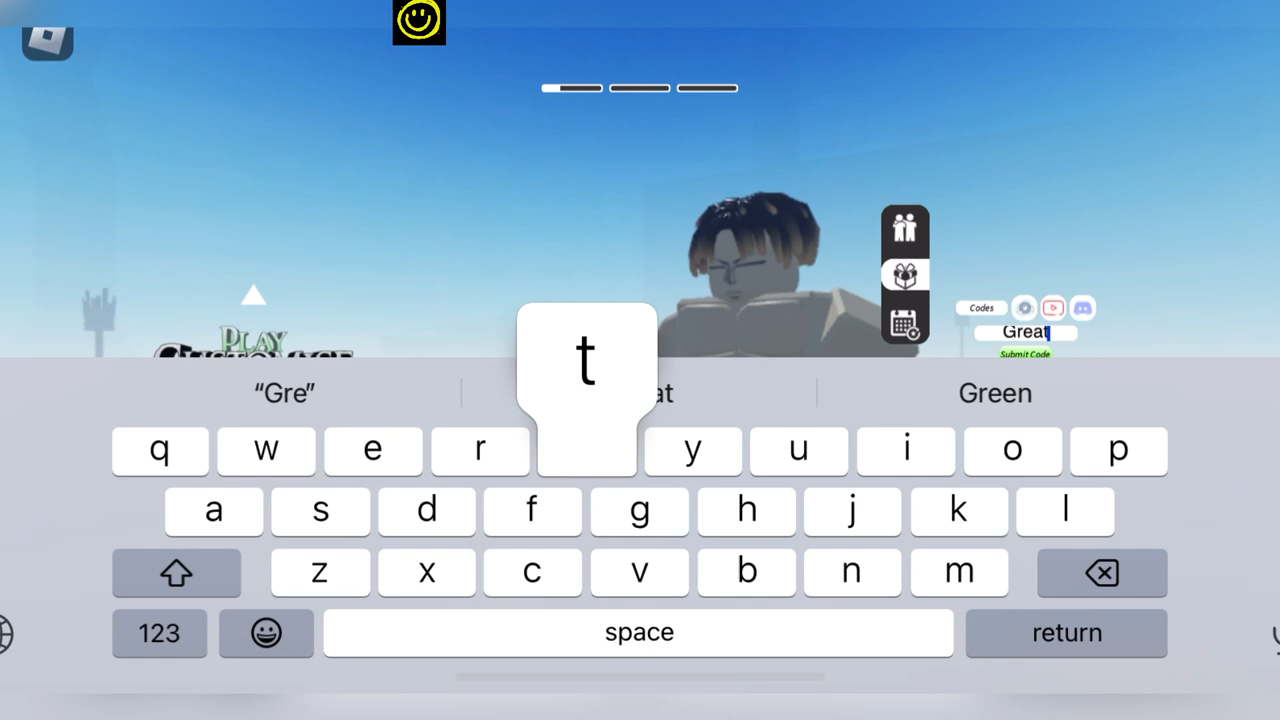 Codes
Great
PLAY
Submit Code
"Gre"
at
Green
t
q w e r y u i o p
a s d f g h j k l
z x c v b n m
123
space
return